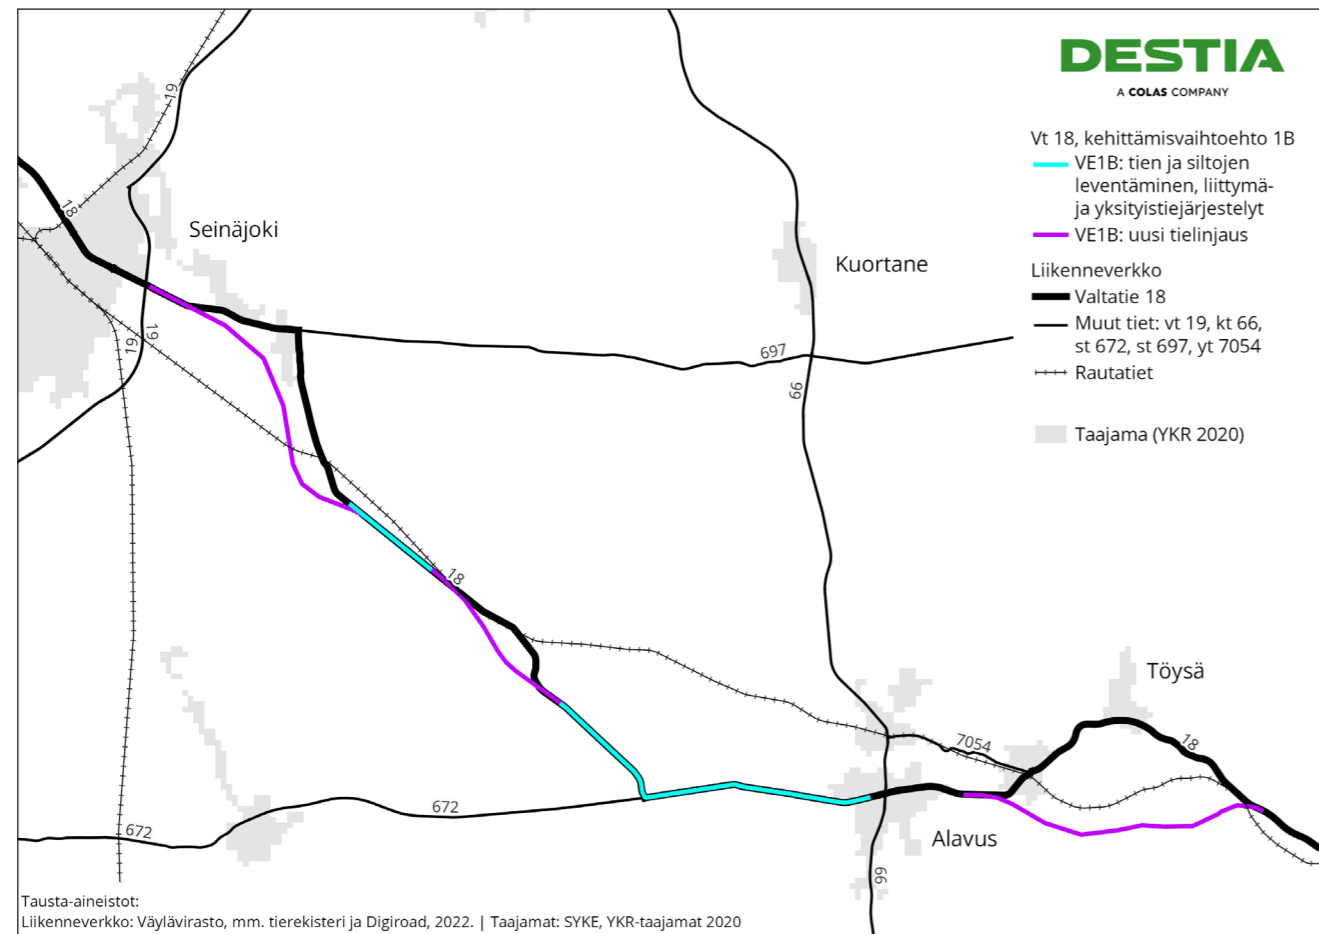 DESTIA
A COLAS COMPANY
Vt 18, kehittämisvaihtoehto 1B
VE1B: tien ja siltojen
leventäminen, liittymä-
ja yksityistiejärjestelyt
VE1B: uusi tielinjaus
Liikenneverkko
Valtatie 18
Muut tiet: vt 19, kt 66,
st 672, st 697, yt 7054
Rautatiet
Taajama (YKR 2020)
19
18
Seinäjoki
Kuortane
19
19
697
66
18
Töysä
18
7054
672
672
Alavus
66
Tausta-aineistot:
Liikenneverkko: Väylävirasto, mm. tierekisteri ja Digiroad, 2022. | Taajamat: SYKE, YKR-taajamat 2020